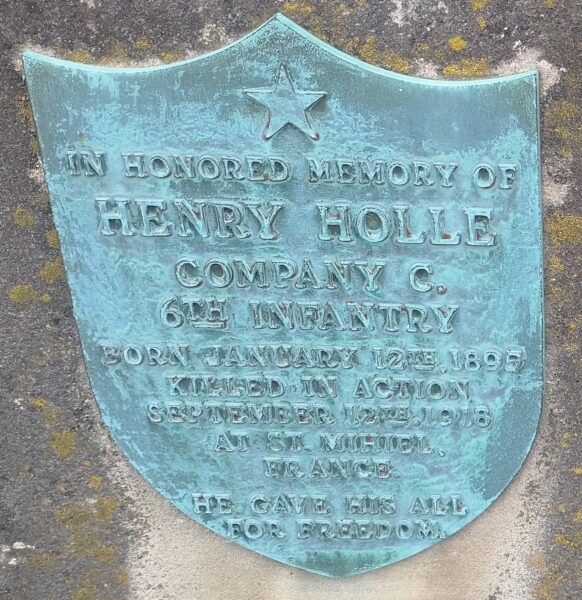 IN HONORED MEMORY OF
HENRY HOLLE
COMPANY C.
6TH INFANTRY
BORN JANUARY 12TH, 1895
KILLED IN ACTION
SEPTEMBER 12TH, 1918
AT ST. MIHIEL,
FRANCE.
HE GAVE HIS ALL
FOR FREEDOM.